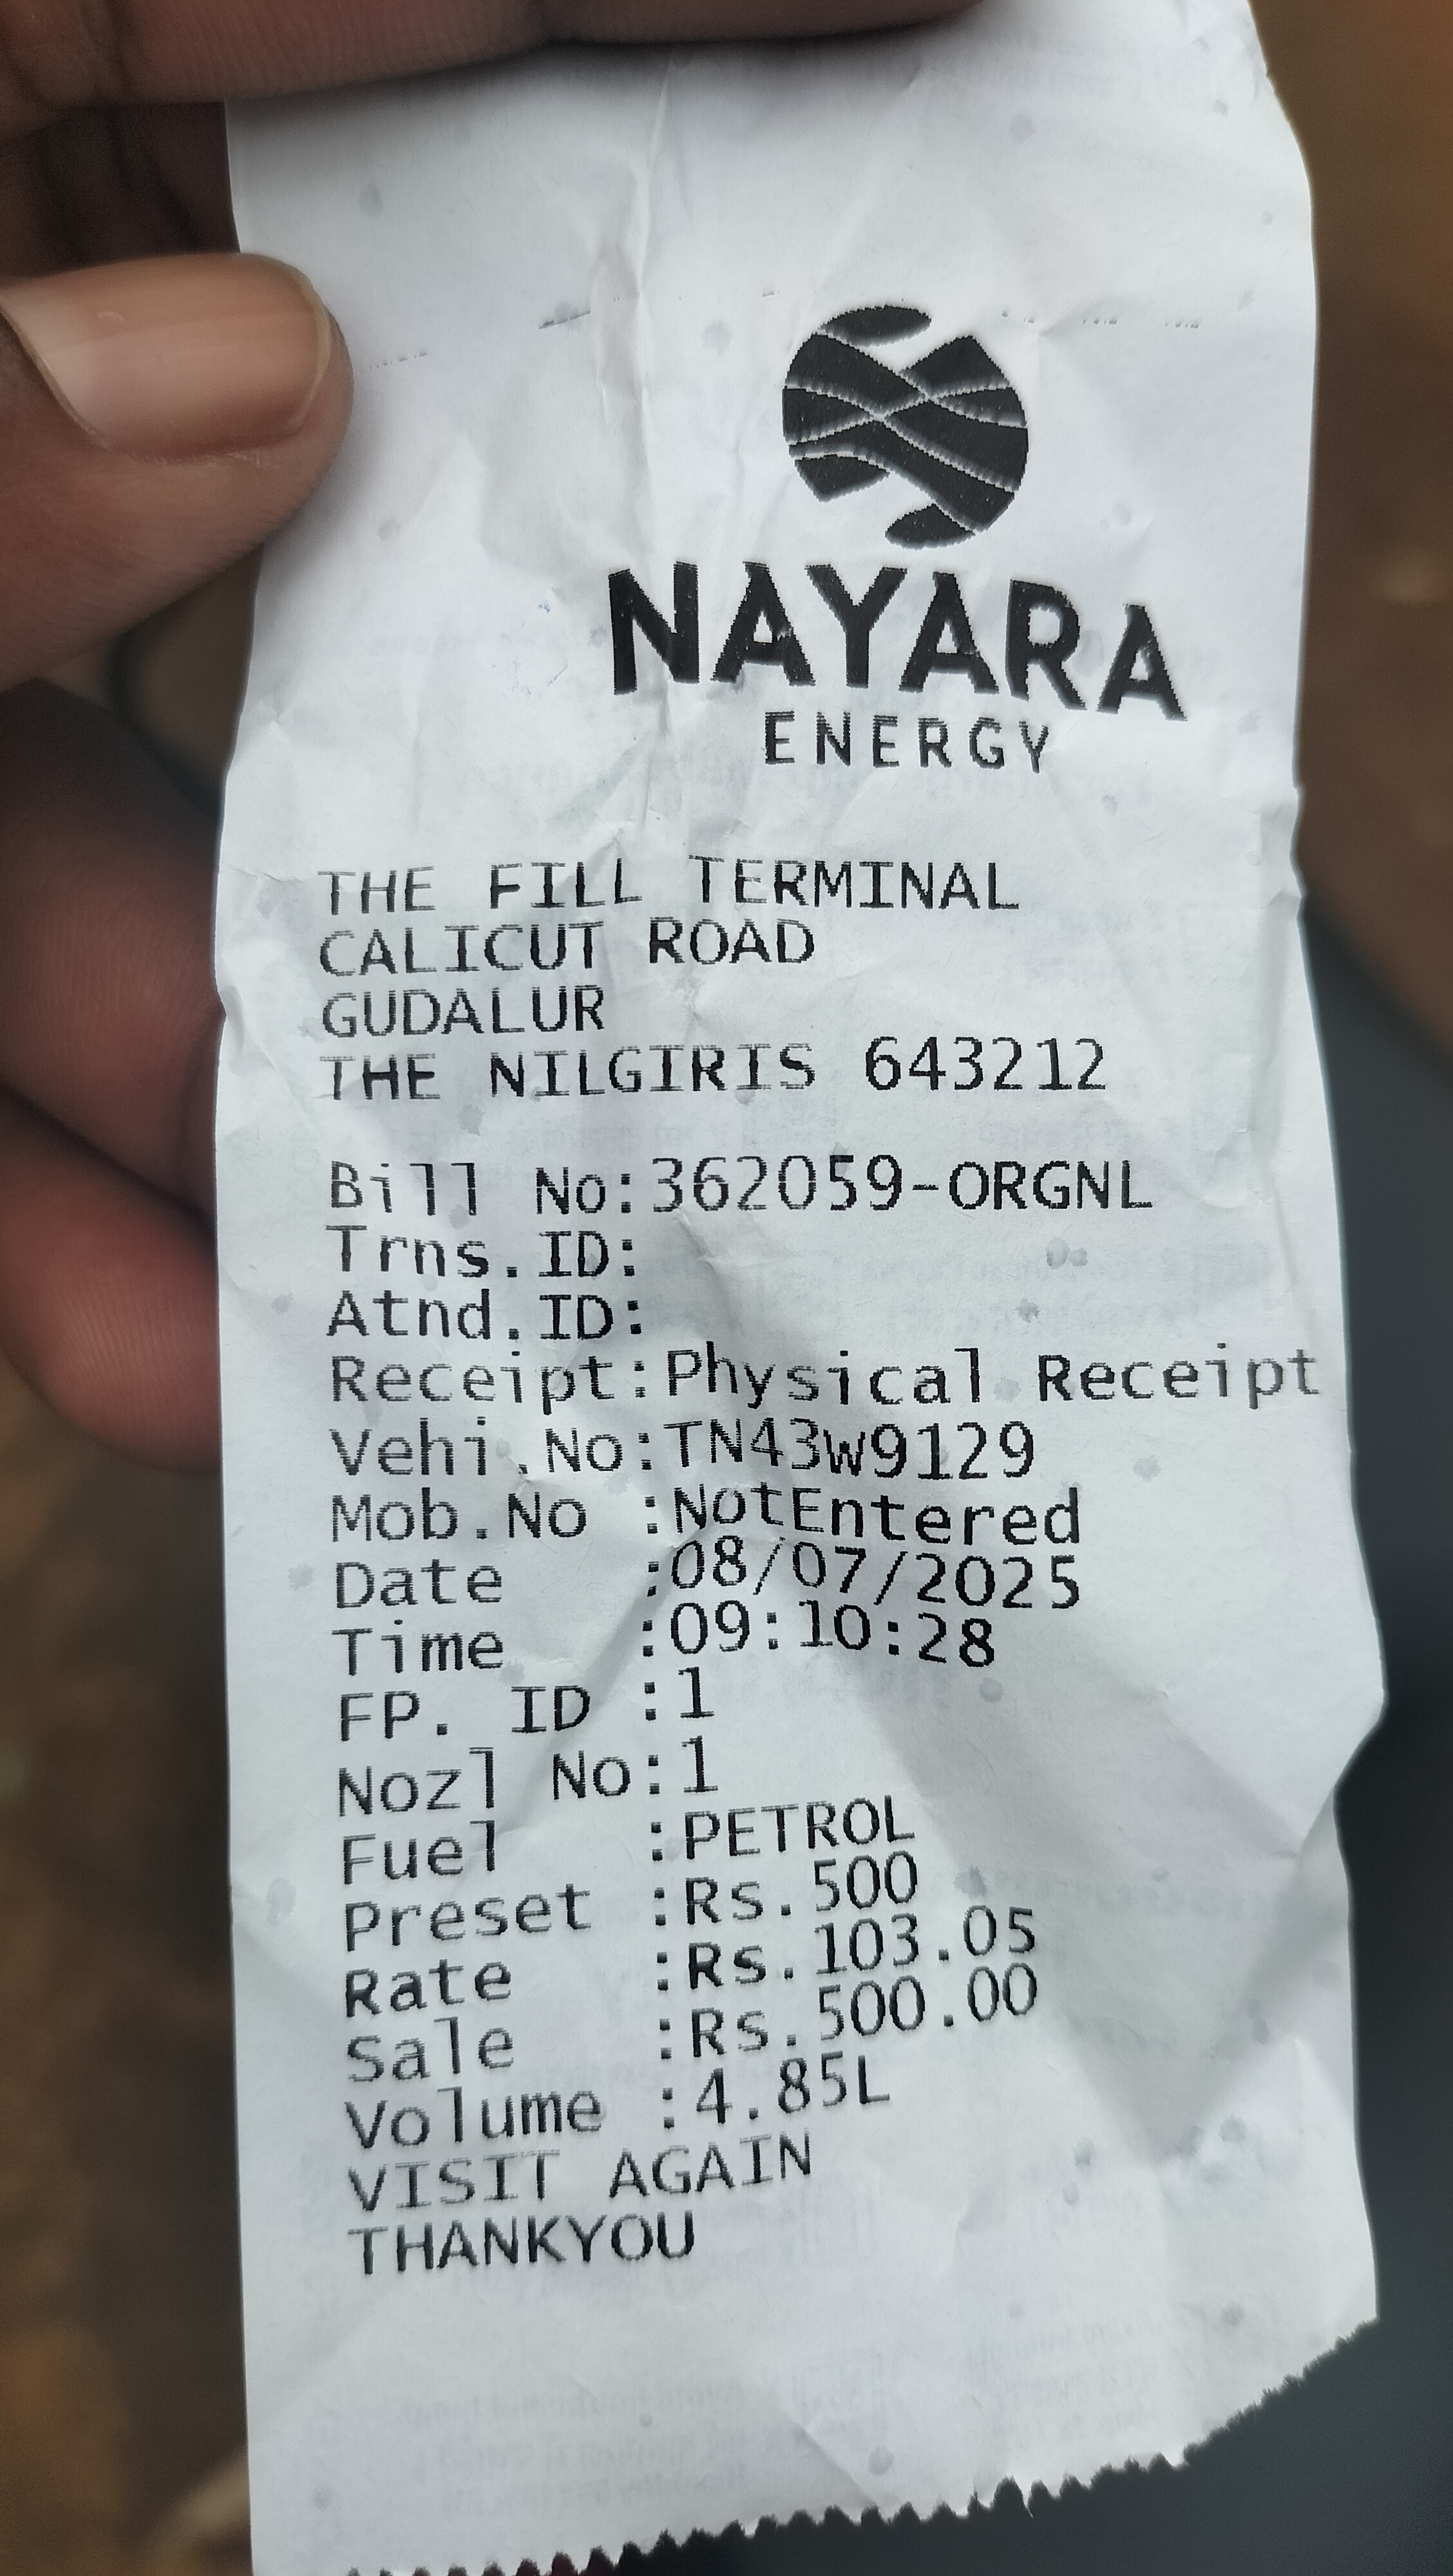 NAYARA
ENERGY
THE FILL TERMINAL
CALICUT ROAD
GUDALUR
THE NILGIRIS 643212
Bill No:362059-ORGNL
Trns.ID:
Atnd.ID:
Receipt:Physical Receipt
Vehi.No:TN43w9129
Mob.No :NotEntered
Date :08/07/2025
Time :09:10:28
FP. ID :1
Nozl No:1
Fuel :PETROL
Preset :Rs.500
Rate :Rs.103.05
Sale :Rs.500.00
Volume :4.85L
VISIT AGAIN
THANKYOU